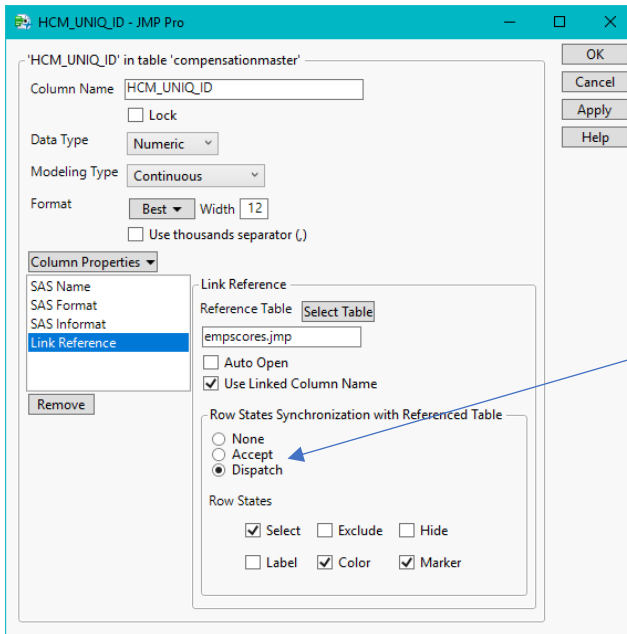 HCM_UNIQ_ID - JMP Pro
'HCM_UNIQ_ID' in table 'compensationmaster'
OK
Column Name HCM_UNIQ_ID
Cancel
Lock
Apply
Data Type Numeric
Help
Modeling Type Continuous
Format Best Width 12
Use thousands separator (,)
Column Properties
SAS Name
SAS Format
SAS Informat
Link Reference
Remove
Link Reference
Reference Table Select Table
empscores.jmp
Auto Open
Use Linked Column Name
Row States Synchronization with Referenced Table
None
Accept
Dispatch
Row States
Select Exclude Hide
Label Color Marker